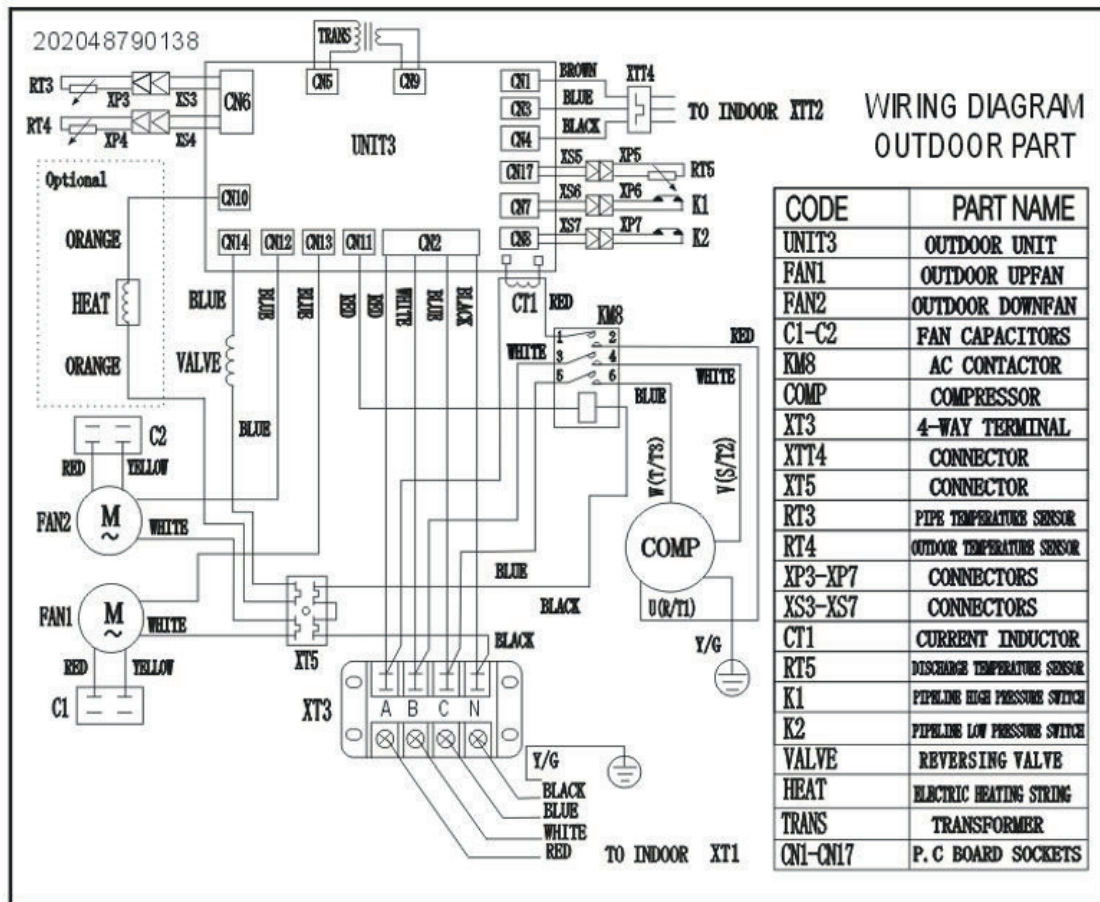 202048790138
TRANS
RT3
XP3
XS3
CN6
RT4
XP4
XS4
CN5
CN9
UNIT3
CN1
BROWN
XTT4
CN3
BLUE
CN4
BLACK
TO INDOOR XTT2
CN17
XS5
XP5
RT5
CN7
XS6
XP6
K1
CN8
XS7
XP7
K2
WIRING DIAGRAM
OUTDOOR PART
Optional
ORANGE
HEAT
ORANGE
CN10
CN14
CN12
CN13
CN11
CN2
BLUE
BLUE
BLUE
RED
RED
WHITE
BLUE
BLACK
CT1
RED
KM8
VALVE
BLUE
1
2
RED
WHITE
3
4
WHITE
5
6
BLUE
W(T/T3)
V(S/T2)
COMP
U(R/T1)
Y/G
C2
RED
YELLOW
FAN2
M
~
WHITE
FAN1
M
~
WHITE
RED
YELLOW
C1
XT5
BLUE
BLACK
BLACK
XT3
A B C N
Y/G
BLACK
BLUE
WHITE
RED
TO INDOOR XT1
CODE PART NAME
UNIT3 OUTDOOR UNIT
FAN1 OUTDOOR UPFAN
FAN2 OUTDOOR DOWNFAN
C1-C2 FAN CAPACITORS
KM8 AC CONTACTOR
COMP COMPRESSOR
XT3 4-WAY TERMINAL
XTT4 CONNECTOR
XT5 CONNECTOR
RT3 PIPE TEMPERATURE SENSOR
RT4 OUTDOOR TEMPERATURE SENSOR
XP3-XP7 CONNECTORS
XS3-XS7 CONNECTORS
CT1 CURRENT INDUCTOR
RT5 DISCHARGE TEMPERATURE SENSOR
K1 PIPELINE HIGH PRESSURE SWITCH
K2 PIPELINE LOW PRESSURE SWITCH
VALVE REVERSING VALVE
HEAT ELECTRIC HEATING STRING
TRANS TRANSFORMER
CN1-CN17 P.C BOARD SOCKETS